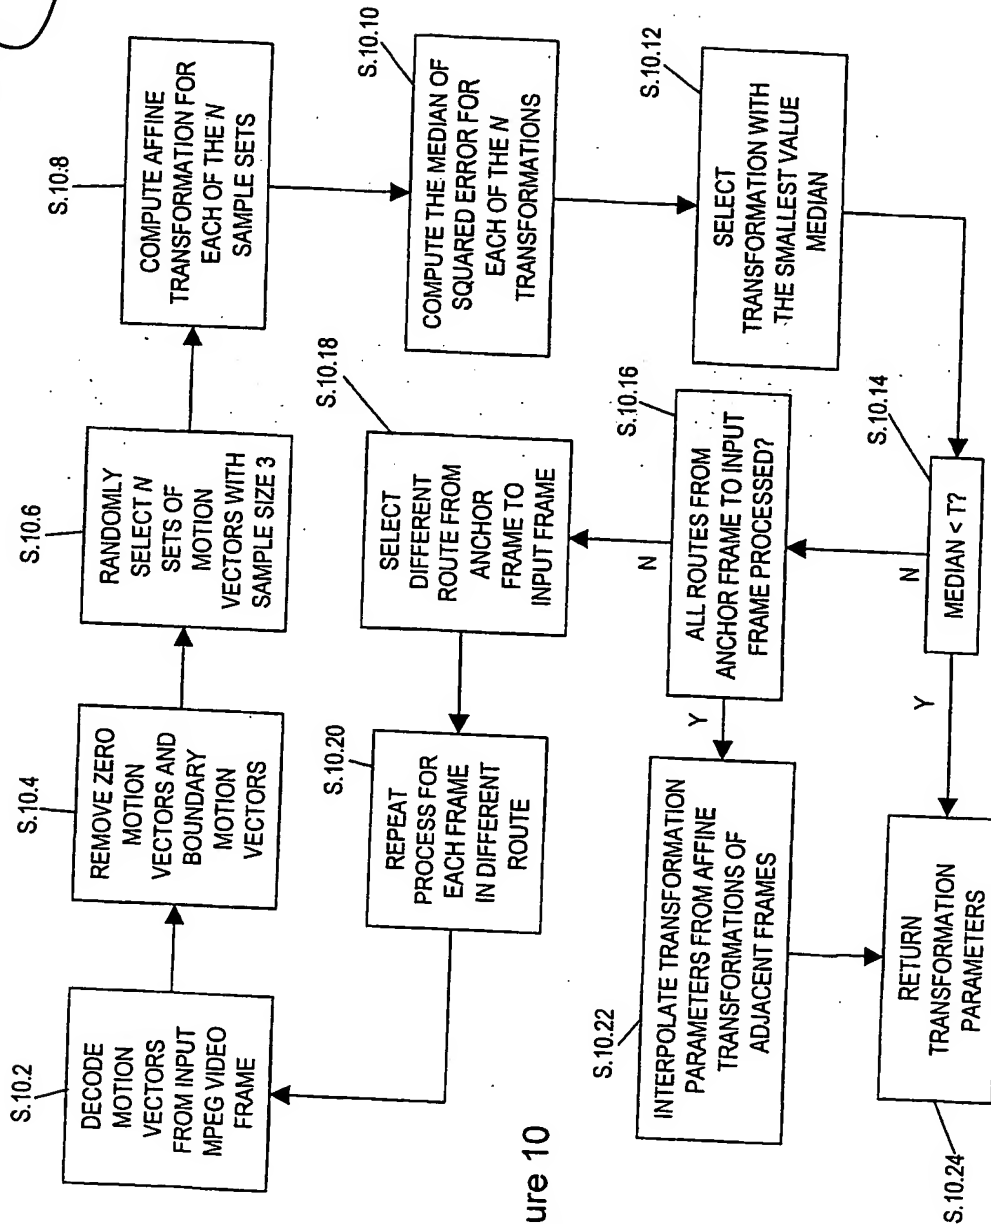 S.10.2
DECODE
MOTION
VECTORS
FROM INPUT
MPEG VIDEO
FRAME
S.10.4
REMOVE ZERO
MOTION
VECTORS AND
BOUNDARY
MOTION
VECTORS
S.10.6
RANDOMLY
SELECT N
SETS OF
MOTION
VECTORS WITH
SAMPLE SIZE 3
S.10.8
COMPUTE AFFINE
TRANSFORMATION FOR
EACH OF THE N
SAMPLE SETS
S.10.10
COMPUTE THE MEDIAN OF
SQUARED ERROR FOR
EACH OF THE N
TRANSFORMATIONS
S.10.12
SELECT
TRANSFORMATION WITH
THE SMALLEST VALUE
MEDIAN
S.10.14
MEDIAN < T?
N
Y
S.10.16
ALL ROUTES FROM
ANCHOR FRAME TO INPUT
FRAME PROCESSED?
N
Y
S.10.18
SELECT
DIFFERENT
ROUTE FROM
ANCHOR
FRAME TO
INPUT FRAME
S.10.20
REPEAT
PROCESS FOR
EACH FRAME
IN DIFFERENT
ROUTE
S.10.22
INTERPOLATE TRANSFORMATION
PARAMETERS FROM AFFINE
TRANSFORMATIONS OF
ADJACENT FRAMES
S.10.24
RETURN
TRANSFORMATION
PARAMETERS
ure 10